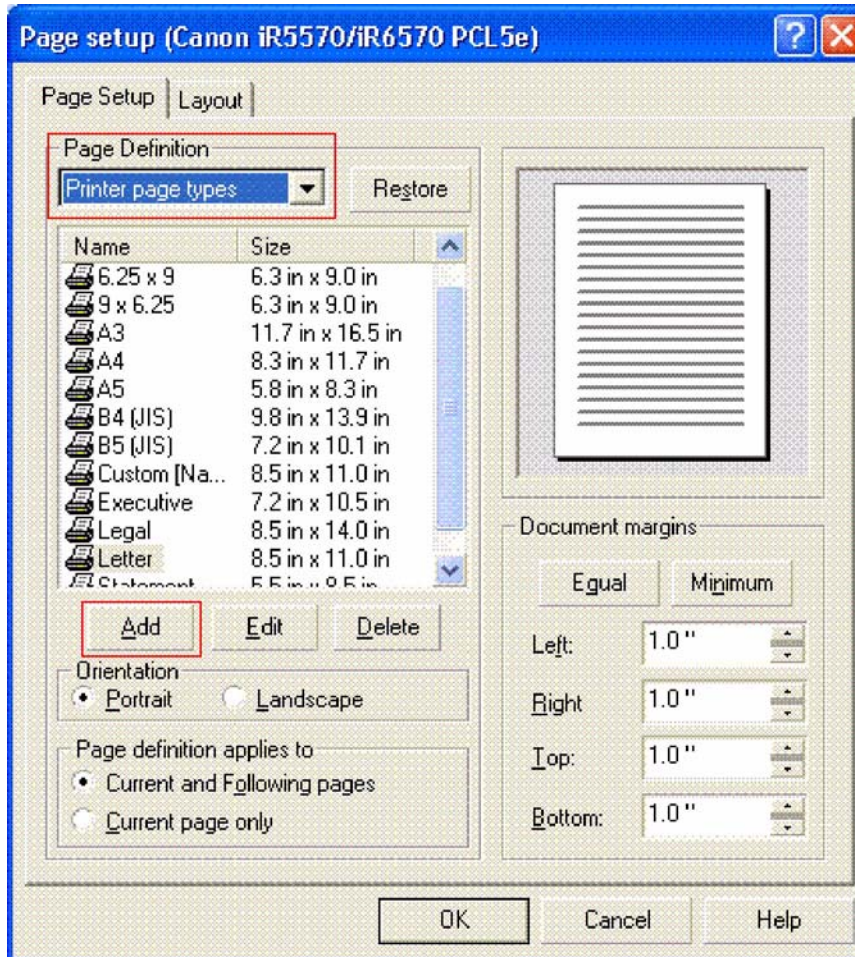 Page setup (Canon iR5570/iR6570 PCL5e)
Page Setup Layout
Page Definition
Printer page types Restore
Name Size
6.25 x 9 6.3 in x 9.0 in
9 x 6.25 6.3 in x 9.0 in
A3 11.7 in x 16.5 in
A4 8.3 in x 11.7 in
A5 5.8 in x 8.3 in
B4 (JIS) 9.8 in x 13.9 in
B5 (JIS) 7.2 in x 10.1 in
Custom [Na... 8.5 in x 11.0 in
Executive 7.2 in x 10.5 in
Legal 8.5 in x 14.0 in
Letter 8.5 in x 11.0 in
Statement 5.5 in x 8.5 in
Add Edit Delete
Orientation
Portrait Landscape
Page definition applies to
Current and Following pages
Current page only
Document margins
Equal Minimum
Left: 1.0 "
Right 1.0 "
Top: 1.0 "
Bottom: 1.0 "
OK Cancel Help